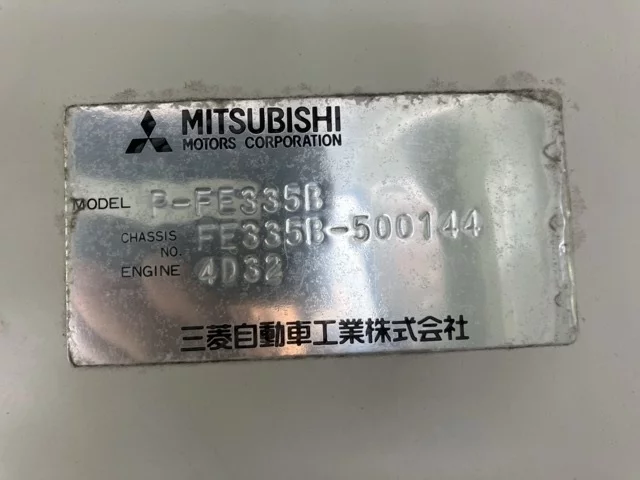 MITSUBISHI
MOTORS CORPORATION
MODEL P-FE335B
CHASSIS NO. FE335B-500144
ENGINE 4D32
三菱自動車工業株式会社